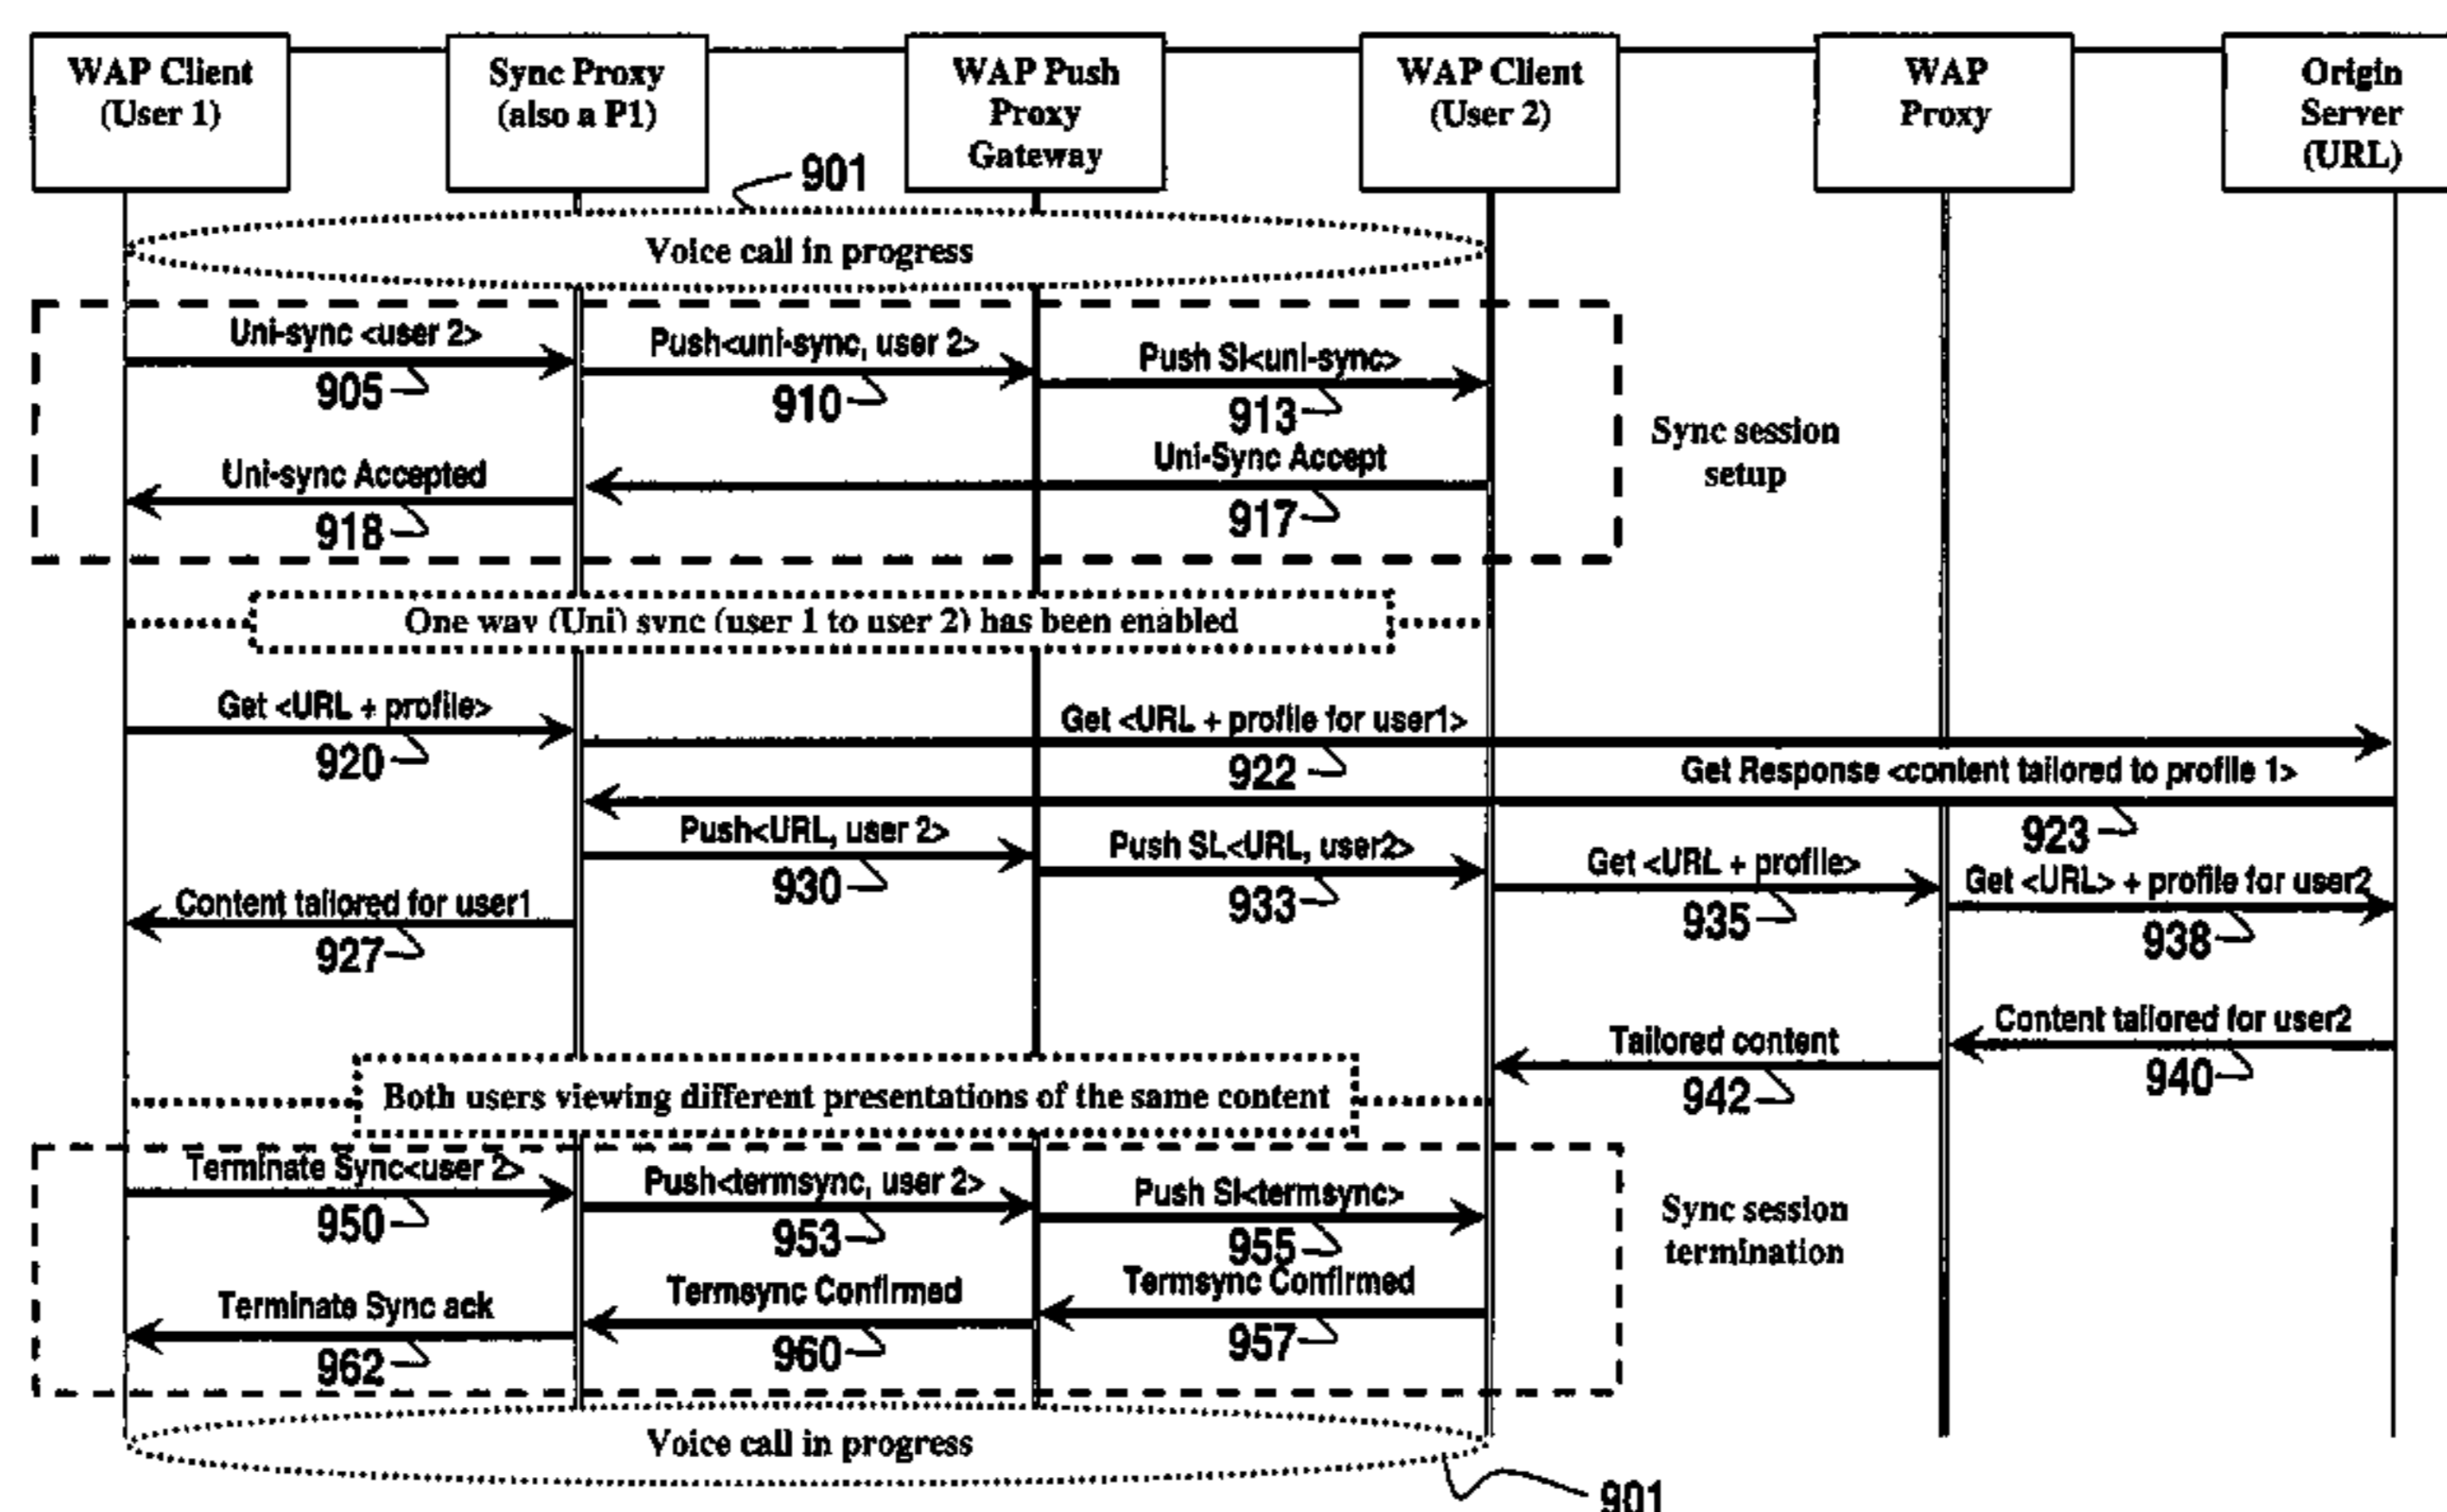 WAP Client
(User 1)
Sync Proxy
(also a P1)
WAP Push
Proxy
Gateway
WAP Client
(User 2)
WAP
Proxy
Origin
Server
(URL)
901
Voice call in progress
Uni-sync <user 2>
905
Push<uni-sync, user 2>
910
Push SI<uni-sync>
913
Uni-sync Accepted
918
Uni-Sync Accept
917
Sync session
setup
One way (Uni) sync (user 1 to user 2) has been enabled
Get <URL + profile>
920
Get <URL + profile for user1>
922
Get Response <content tailored to profile 1>
923
Push<URL, user 2>
930
Push SL<URL, user2>
933
Get <URL + profile>
935
Get <URL> + profile for user2
938
Content tailored for user1
927
Content tailored for user2
940
Tailored content
942
Both users viewing different presentations of the same content
Terminate Sync<user 2>
950
Push<termsync, user 2>
953
Push SI<termsync>
955
Sync session
termination
Terminate Sync ack
962
Termsync Confirmed
960
Termsync Confirmed
957
Voice call in progress
901